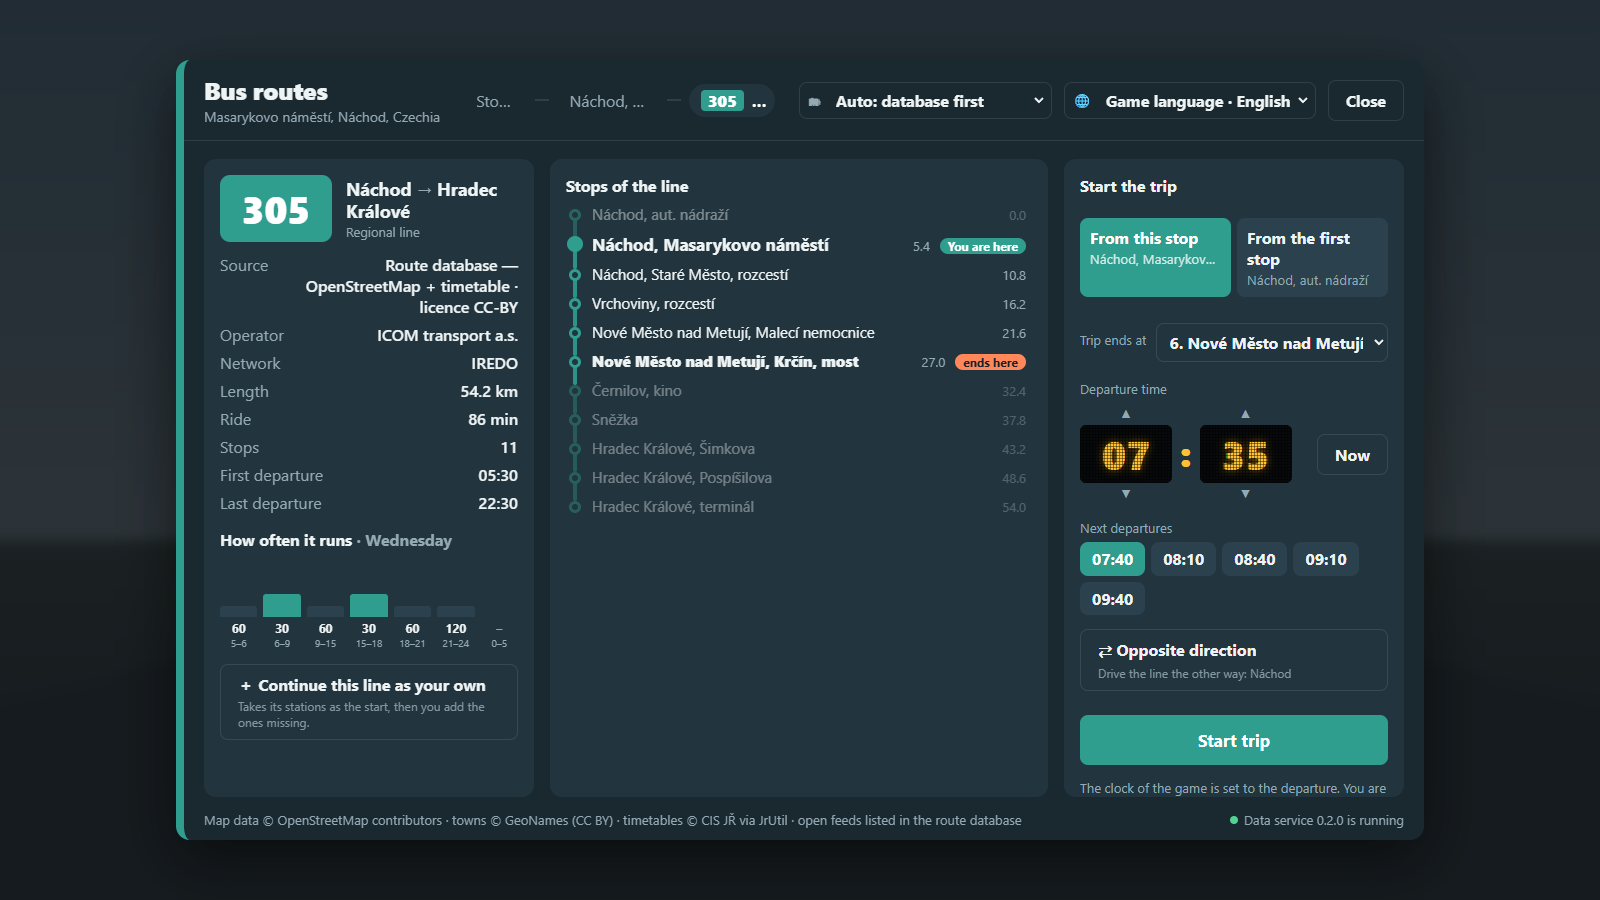 Bus routes
Masarykovo náměstí, Náchod, Czechia
Sto...
Náchod, ...
305 ...
Auto: database first
Game language · English
Close
305
Náchod → Hradec
Králové
Regional line
Source
Route database —
OpenStreetMap + timetable ·
licence CC-BY
Operator ICOM transport a.s.
Network IREDO
Length 54.2 km
Ride 86 min
Stops 11
First departure 05:30
Last departure 22:30
How often it runs · Wednesday
60 30 60 30 60 120 –
5–6 6–9 9–15 15–18 18–21 21–24 0–5
+ Continue this line as your own
Takes its stations as the start, then you add the
ones missing.
Stops of the line
Náchod, aut. nádraží 0.0
Náchod, Masarykovo náměstí 5.4 You are here
Náchod, Staré Město, rozcestí 10.8
Vrchoviny, rozcestí 16.2
Nové Město nad Metují, Malecí nemocnice 21.6
Nové Město nad Metují, Krčín, most 27.0 ends here
Černilov, kino 32.4
Sněžka 37.8
Hradec Králové, Šimkova 43.2
Hradec Králové, Pospíšilova 48.6
Hradec Králové, terminál 54.0
Start the trip
From this stop
Náchod, Masarykov...
From the first
stop
Náchod, aut. nádraží
Trip ends at 6. Nové Město nad Metují
Departure time
▲ ▲
07 : 35
Now
▼ ▼
Next departures
07:40 08:10 08:40 09:10
09:40
⇄ Opposite direction
Drive the line the other way: Náchod
Start trip
The clock of the game is set to the departure. You are
Map data © OpenStreetMap contributors · towns © GeoNames (CC BY) · timetables © CIS JŘ via JrUtil · open feeds listed in the route database
Data service 0.2.0 is running